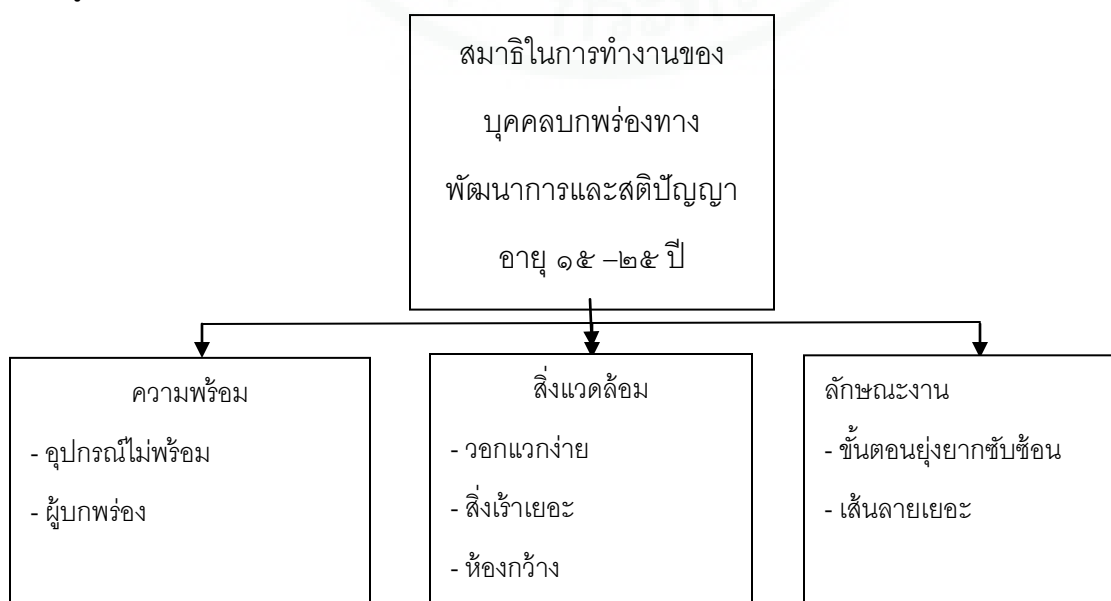 สมาธิในการทำงานของ
บุคคลบกพร่องทาง
พัฒนาการและสติปัญญา
อายุ ๑๕ –๒๕ ปี
ความพร้อม
- อุปกรณ์ไม่พร้อม
- ผู้บกพร่อง
สิ่งแวดล้อม
- วอกแวกง่าย
- สิ่งเร้าเยอะ
- ห้องกว้าง
ลักษณะงาน
- ขั้นตอนยุ่งยากซับซ้อน
- เส้นลายเยอะ